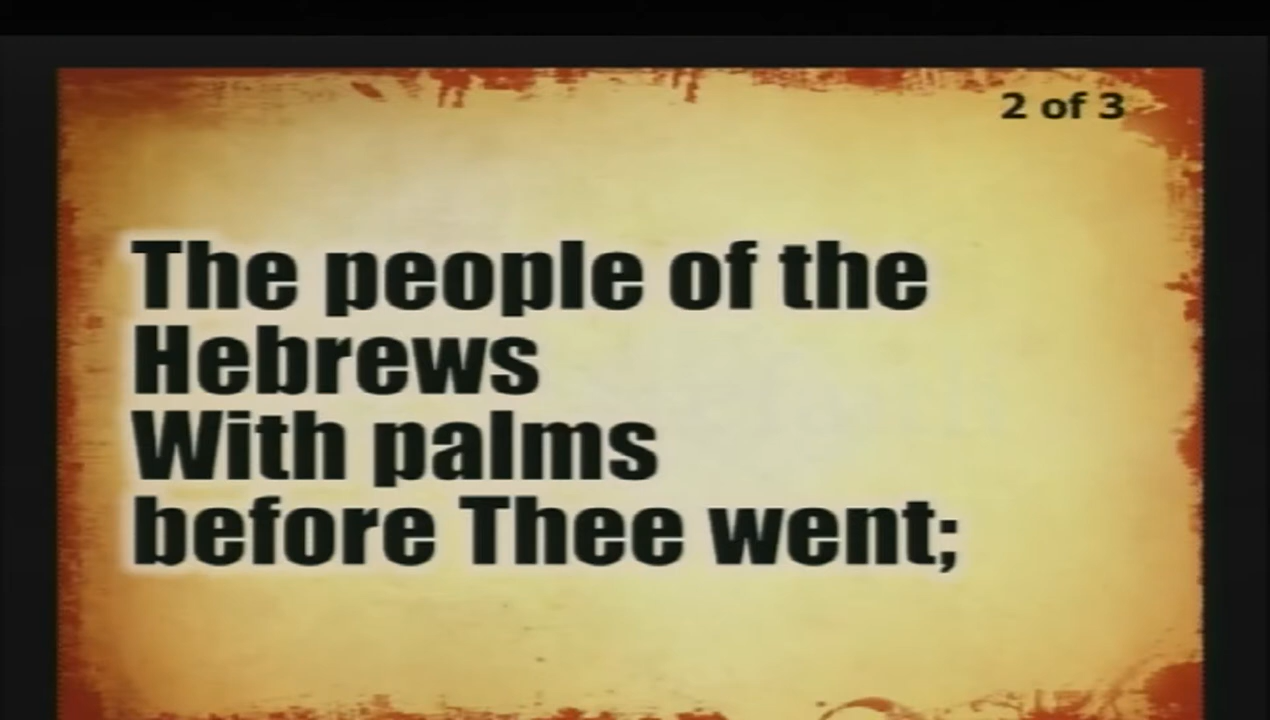 2 of 3
The people of the
Hebrews
With palms
before Thee went;